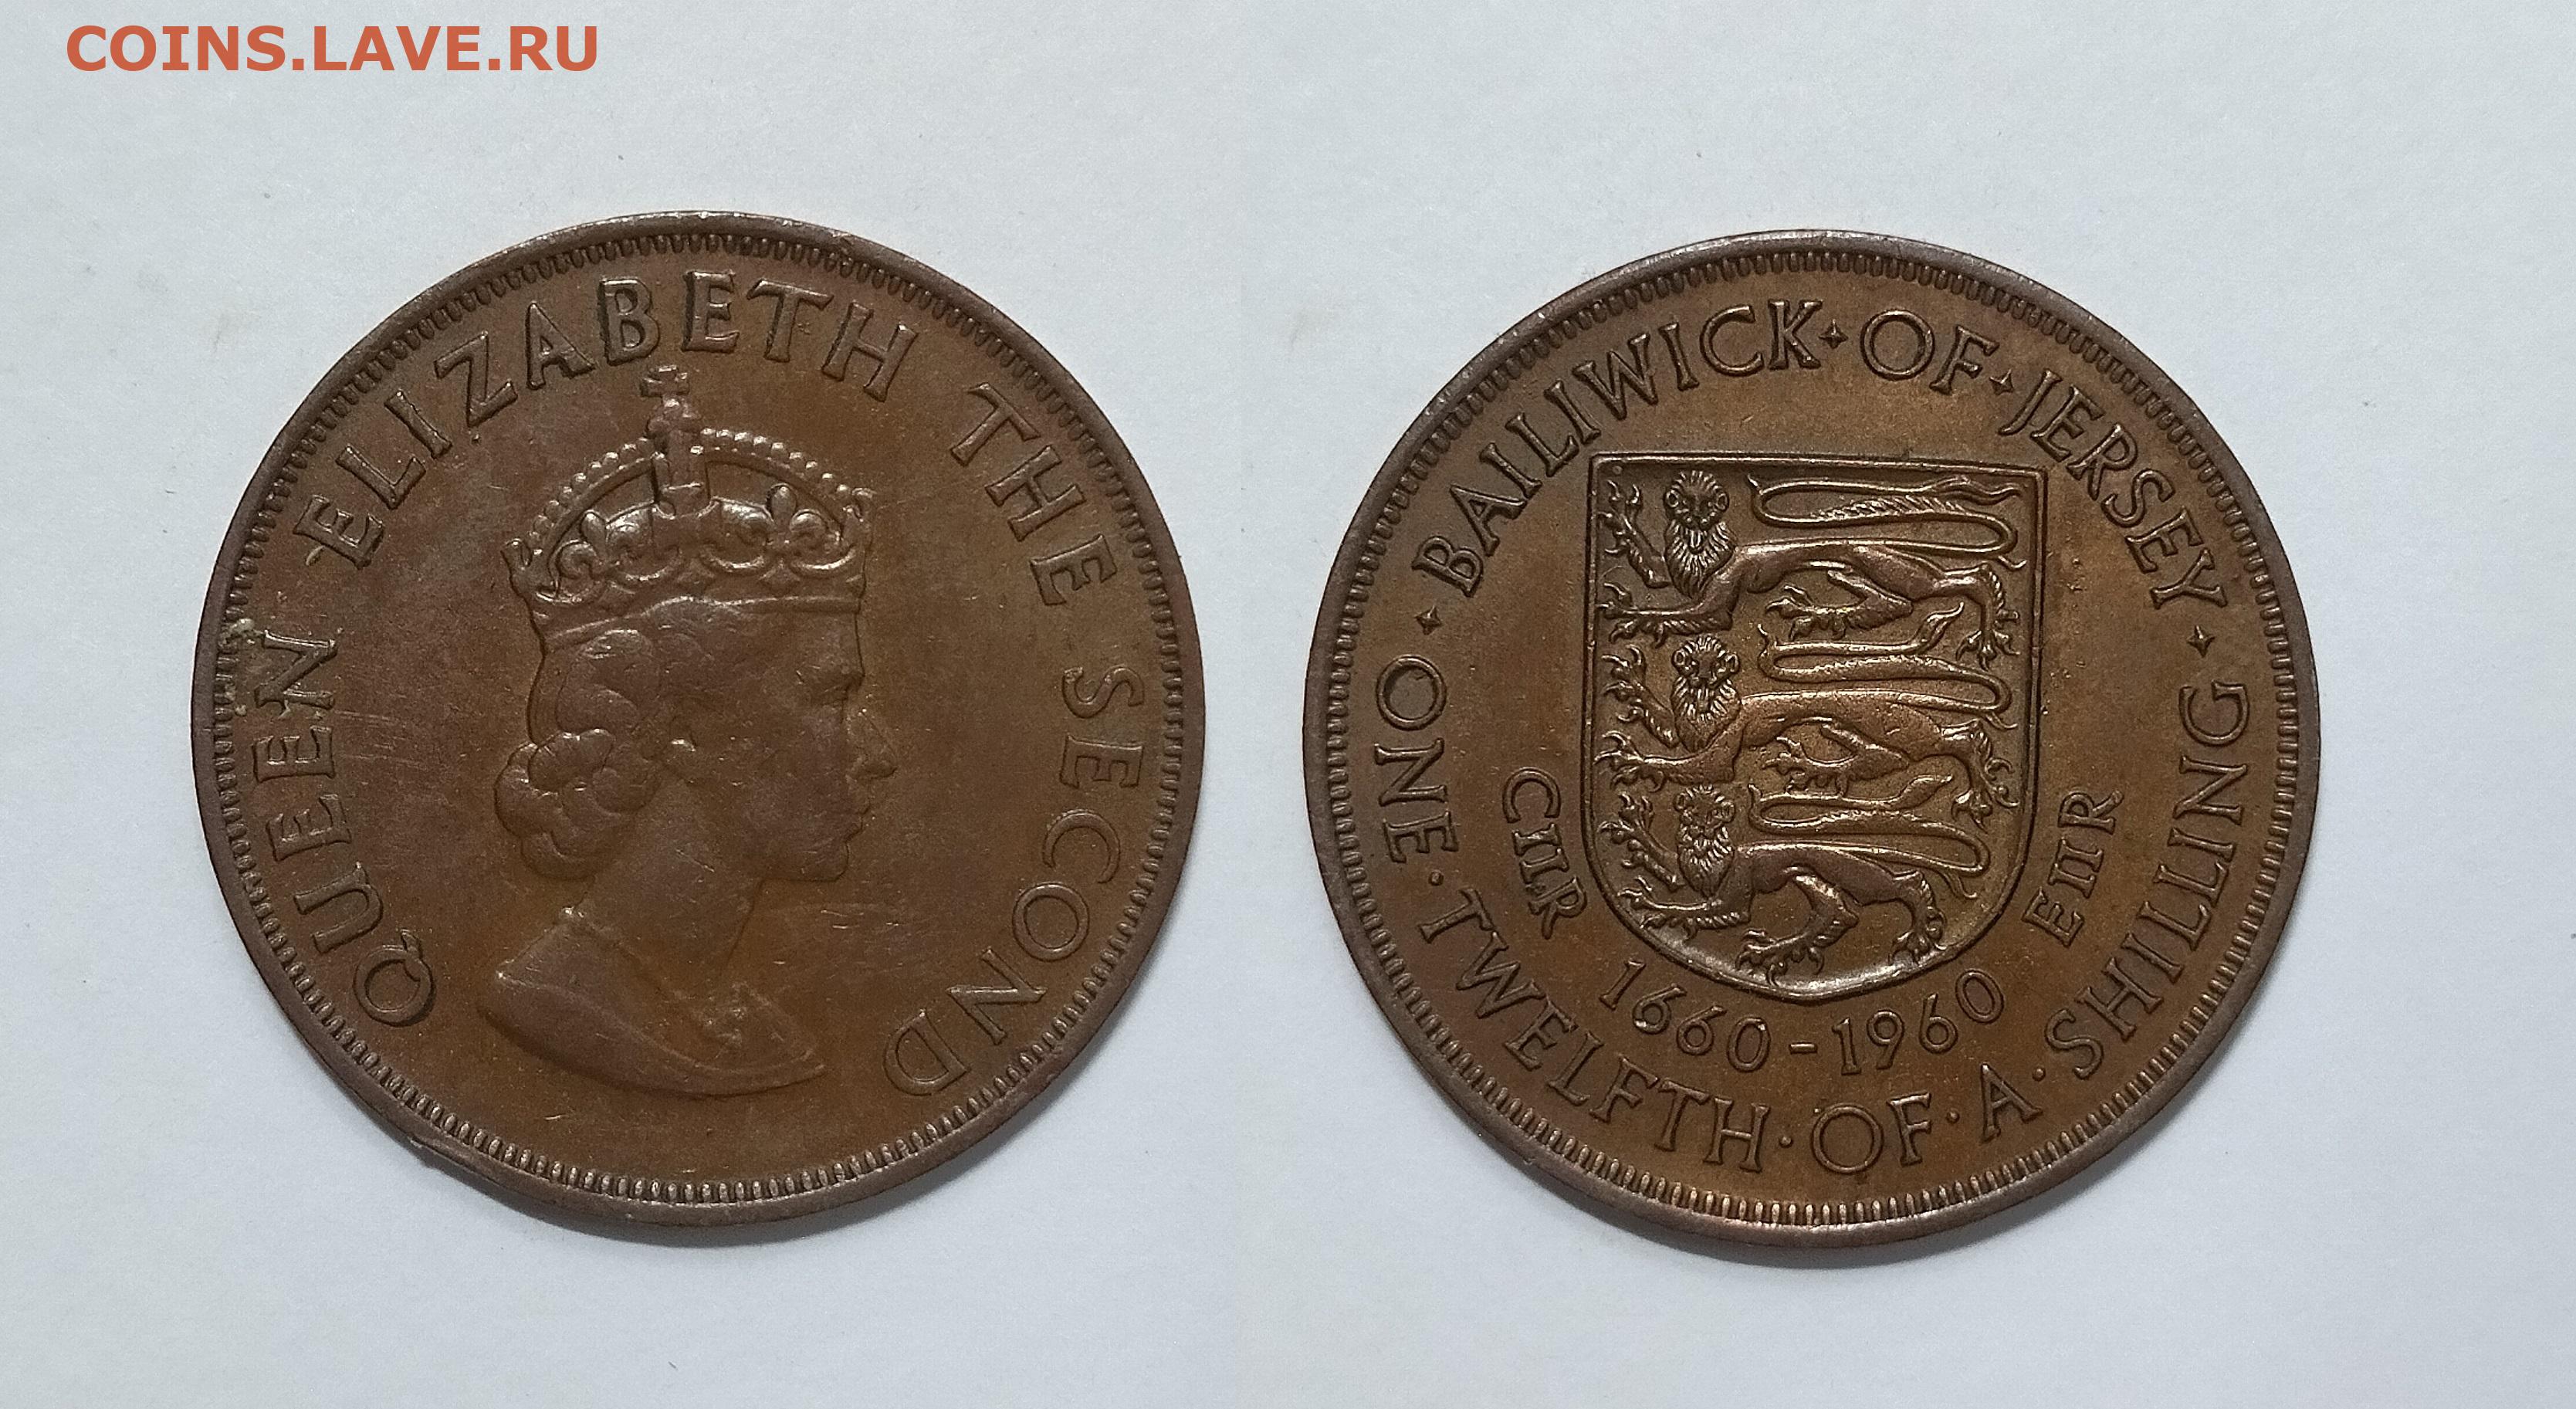 COINS.LAVE.RU
QUEEN ELIZABETH THE SECOND
BAILIWICK · OF · JERSEY
ONE · TWELFTH · OF · A · SHILLING
CIIR
EIIR
1660-1960